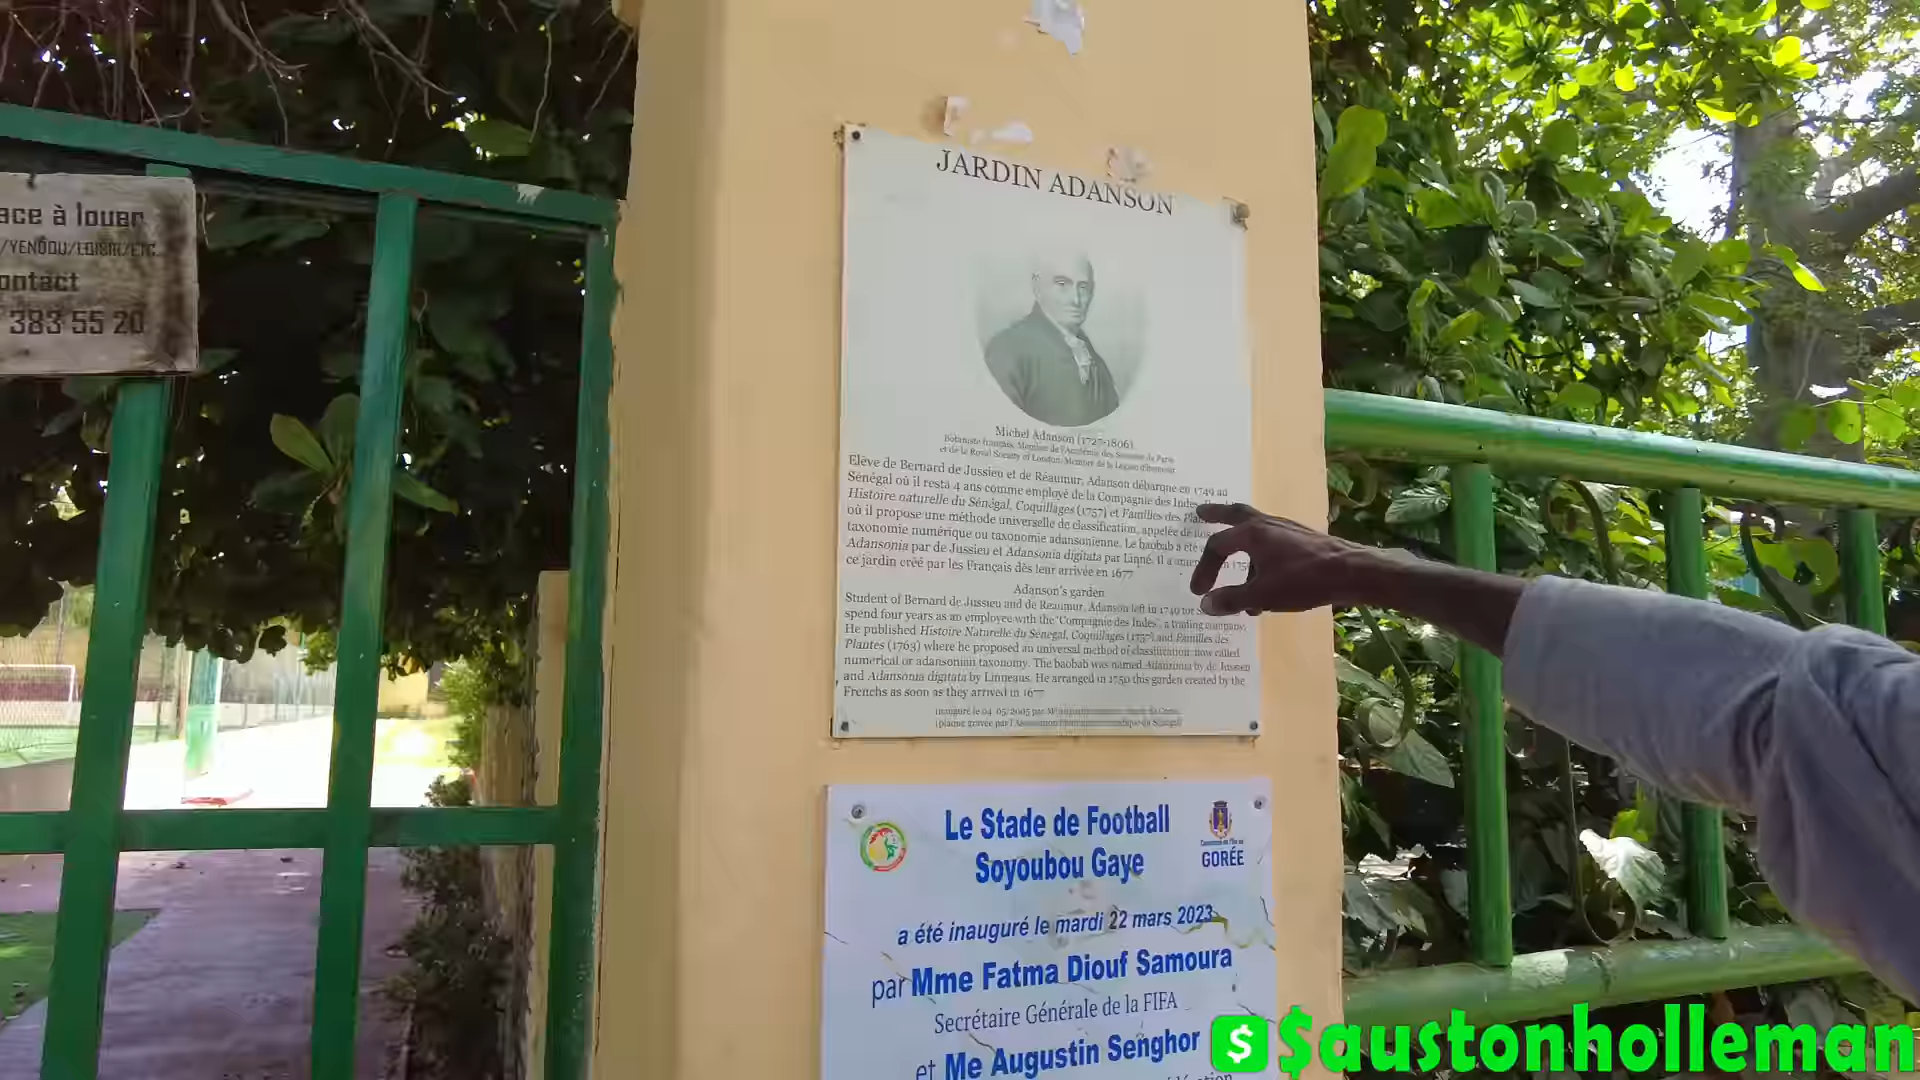 ace à louer
/VENDOU/LOISIR/ETC
ontact
383 55 20
JARDIN ADANSON
Michel Adanson (1727-1806)
Botaniste français, Membre de l'Académie des Sciences de Paris
et de la Royal Society of London, Membre de la Légion d'honneur
Elève de Bernard de Jussieu et de Réaumur, Adanson débarque en 1749 au
Sénégal où il resta 4 ans comme employé de la Compagnie des Indes.
Histoire naturelle du Sénégal, Coquillages (1757) et Familles des
où il propose une méthode universelle de classification, appelée de
taxonomie numérique ou taxonomie adansonienne. Le baobab a été
Adansonia par de Jussieu et Adansonia digitata par Linné. Il a
ce jardin créé par les Français dès leur arrivée en 1677
Adanson's garden
Student of Bernard de Jussieu and de Réaumur, Adanson left in 1749 for
spend four years as an employee with the "Compagnie des Indes", a trading company.
He published Histoire Naturelle du Sénégal, Coquillages (1757) and Familles des
Plantes (1763) where he proposed an universal method of classification now called
numerical or adansonian taxonomy. The baobab was named Adansonia by de Jussieu
and Adansonia digitata by Linneaus. He arranged in 1750 this garden created by the
Frenchs as soon as they arrived in 1677
Inauguré le 04/05/2005 par
(plaque gravée par l'Association
Le Stade de Football
Soyoubou Gaye
Commune de l'Ile de
GORÉE
a été inauguré le mardi 22 mars 2023
par Mme Fatma Diouf Samoura
Secrétaire Générale de la FIFA
et Me Augustin Senghor
$ $austonholleman